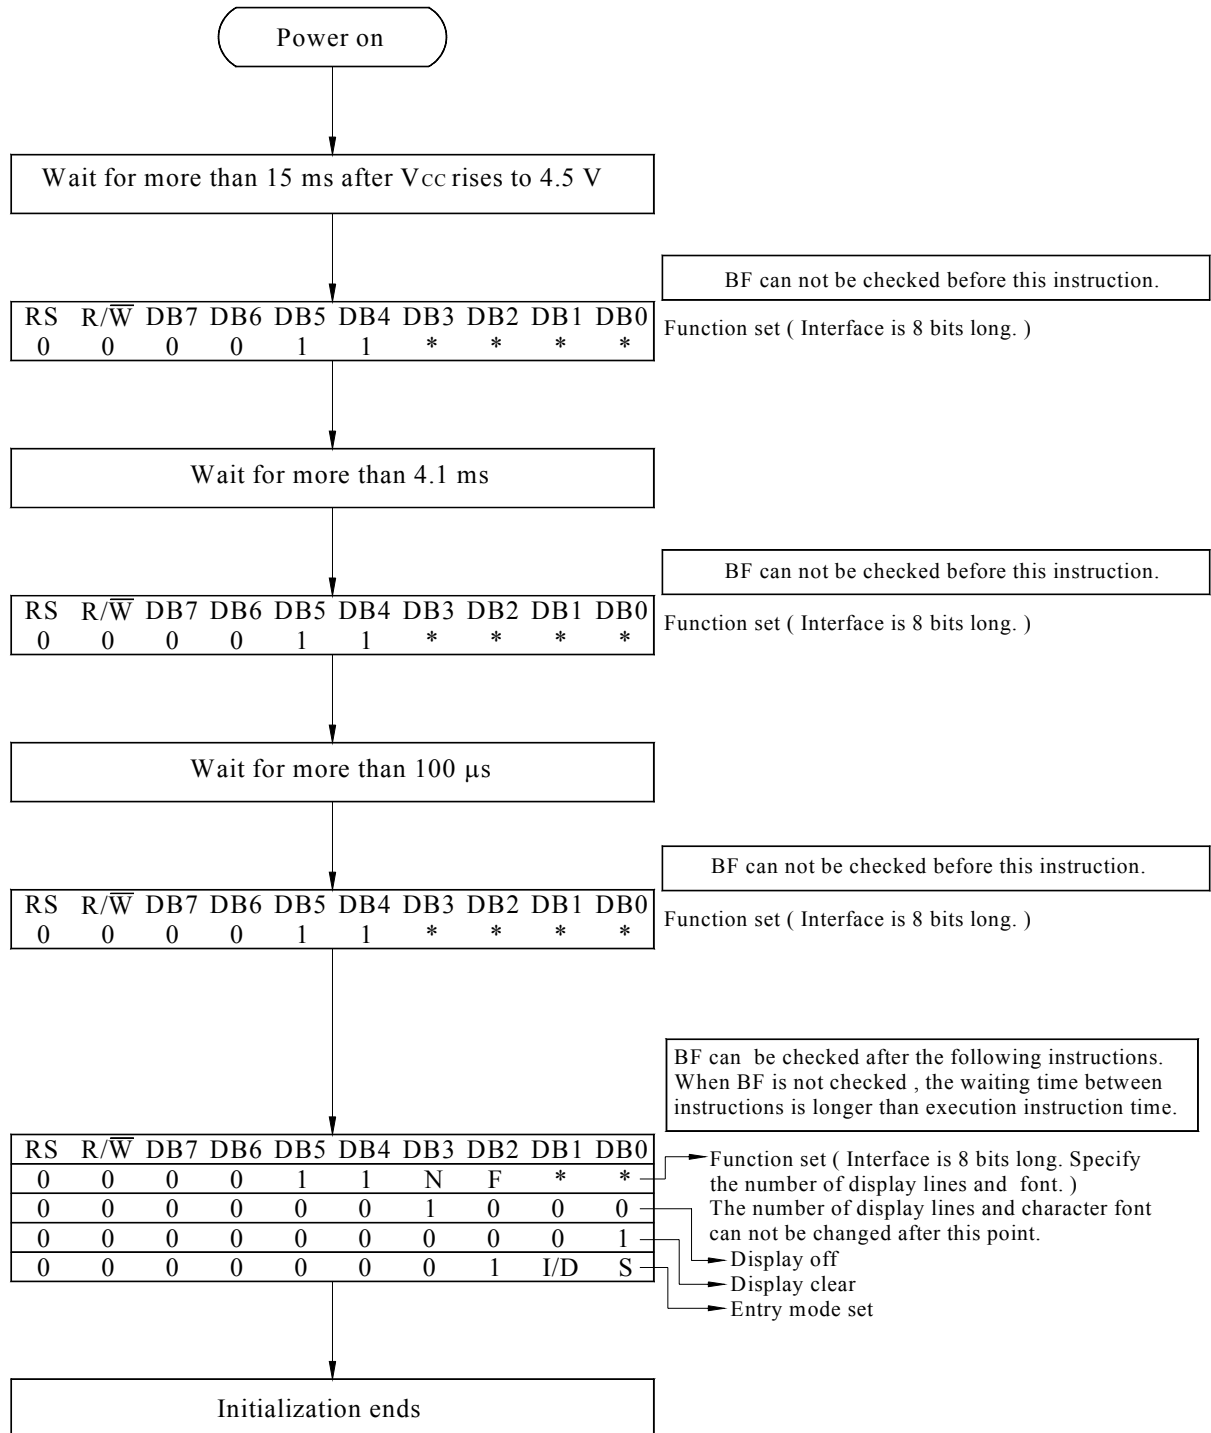 Power on
Wait for more than 15 ms after VCC rises to 4.5 V
BF can not be checked before this instruction.
RS R/W̅ DB7 DB6 DB5 DB4 DB3 DB2 DB1 DB0
0 0 0 0 1 1 * * * *
Function set ( Interface is 8 bits long. )
Wait for more than 4.1 ms
BF can not be checked before this instruction.
RS R/W̅ DB7 DB6 DB5 DB4 DB3 DB2 DB1 DB0
0 0 0 0 1 1 * * * *
Function set ( Interface is 8 bits long. )
Wait for more than 100 µs
BF can not be checked before this instruction.
RS R/W̅ DB7 DB6 DB5 DB4 DB3 DB2 DB1 DB0
0 0 0 0 1 1 * * * *
Function set ( Interface is 8 bits long. )
BF can be checked after the following instructions.
When BF is not checked , the waiting time between
instructions is longer than execution instruction time.
RS R/W̅ DB7 DB6 DB5 DB4 DB3 DB2 DB1 DB0
0 0 0 0 1 1 N F * *
0 0 0 0 0 0 1 0 0 0
0 0 0 0 0 0 0 0 0 1
0 0 0 0 0 0 0 1 I/D S
Function set ( Interface is 8 bits long. Specify
the number of display lines and font. )
The number of display lines and character font
can not be changed after this point.
Display off
Display clear
Entry mode set
Initialization ends